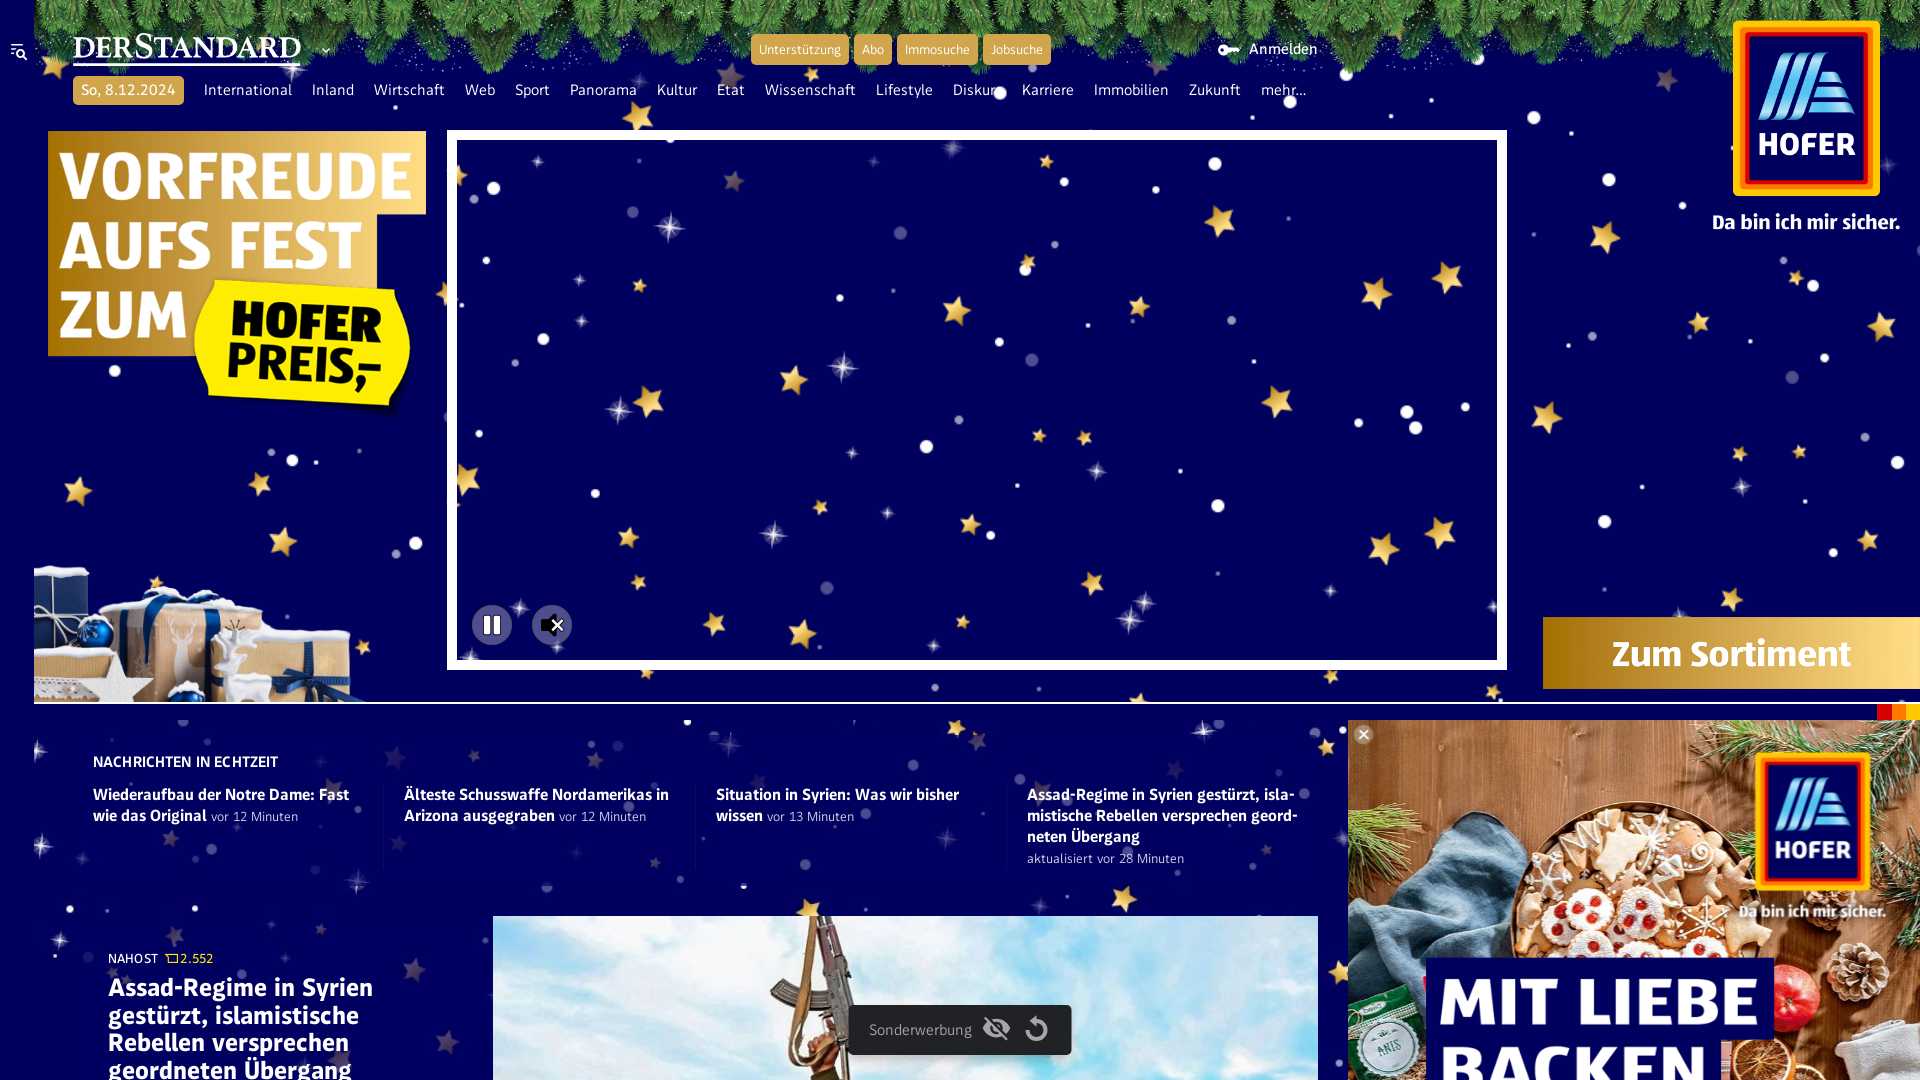 DERSTANDARD
Unterstützung Abo Immosuche Jobsuche
Anmelden
So, 8.12.2024 International Inland Wirtschaft Web Sport Panorama Kultur Etat Wissenschaft Lifestyle Diskurs Karriere Immobilien Zukunft mehr…
VORFREUDE
AUFS FEST
ZUM
HOFER
PREIS,-
HOFER
Da bin ich mir sicher.
Zum Sortiment
NACHRICHTEN IN ECHTZEIT
Wiederaufbau der Notre Dame: Fast
wie das Original vor 12 Minuten
Älteste Schusswaffe Nordamerikas in
Arizona ausgegraben vor 12 Minuten
Situation in Syrien: Was wir bisher
wissen vor 13 Minuten
Assad-Regime in Syrien gestürzt, isla-
mistische Rebellen versprechen geord-
neten Übergang
aktualisiert vor 28 Minuten
NAHOST 2.552
Assad-Regime in Syrien
gestürzt, islamistische
Rebellen versprechen
geordneten Übergang
Sonderwerbung
HOFER
Da bin ich mir sicher.
MIT LIEBE
BACKEN
ANIS